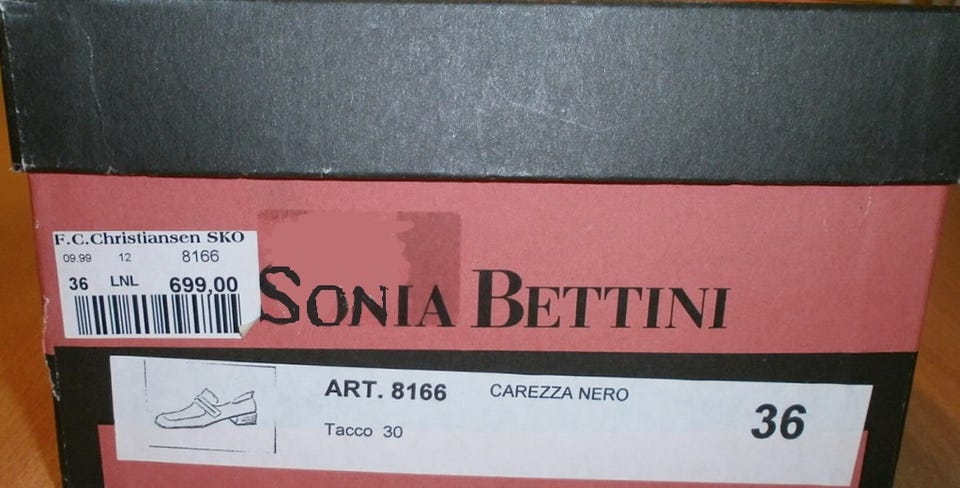 F.C.Christiansen SKO
09.99 12 8166
36 LNL 699,00
SONIA BETTINI
ART. 8166 CAREZZA NERO
Tacco 30
36